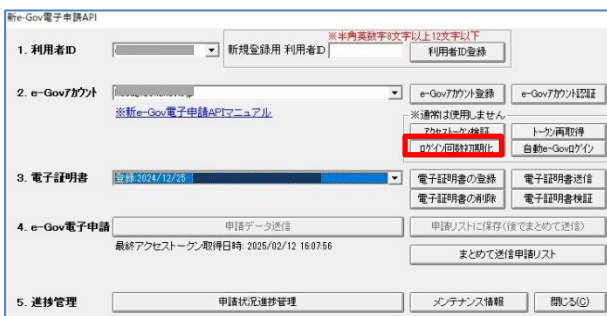 新e-Gov電子申請API
※半角英数字8文字以上12文字以下
1. 利用者ID 新規登録用 利用者ID 利用者ID登録
2. e-Govアカウント e-Govアカウント登録 e-Govアカウント認証
※新e-Gov電子申請APIマニュアル ※通常は使用しません
アクセストークン検証 トークン再取得
ログイン回数初期化 自動e-Govログイン
3. 電子証明書 登録:2024/12/25 電子証明書の登録 電子証明書送信
電子証明書の削除 電子証明書検証
4. e-Gov電子申請 申請データ送信 申請リストに保存(後でまとめて送信)
最終アクセストークン取得日時: 2025/02/12 16:07:56 まとめて送信申請リスト
5. 進捗管理 申請状況進捗管理 メンテナンス情報 閉じる(C)